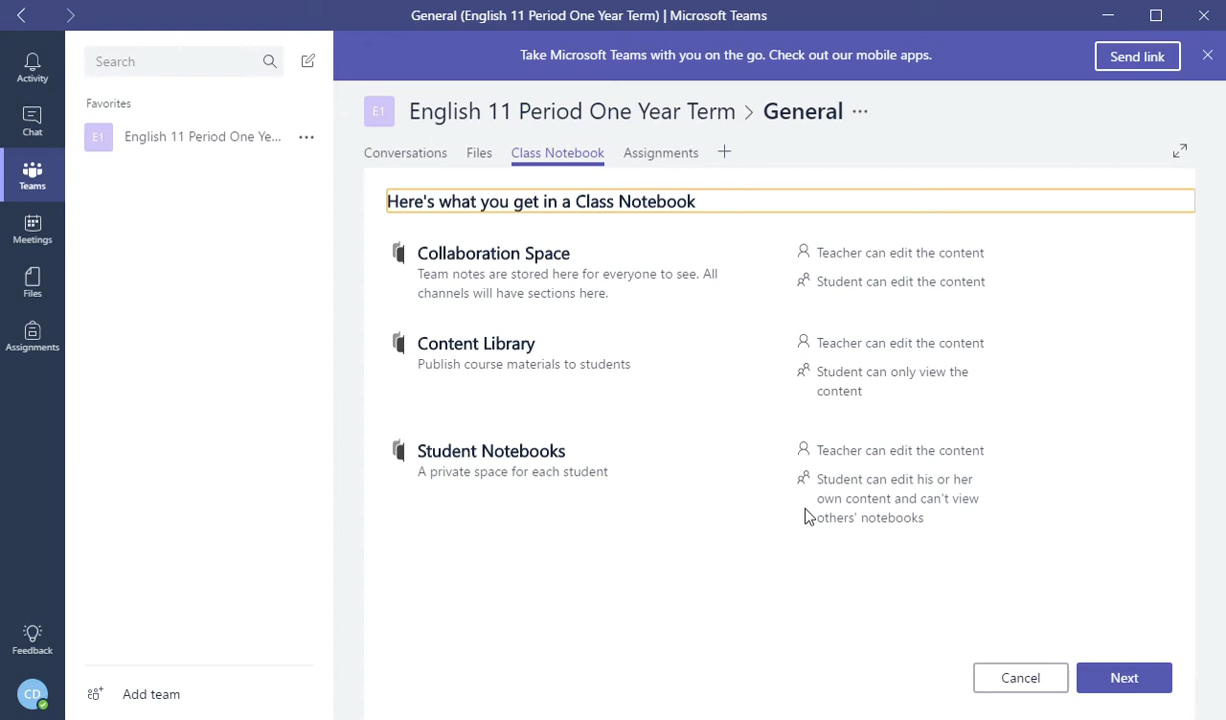 General (English 11 Period One Year Term) | Microsoft Teams
Take Microsoft Teams with you on the go. Check out our mobile apps.
Send link
Activity
Chat
Teams
Meetings
Files
Assignments
Feedback
CD
Search
Favorites
E1 English 11 Period One Ye... ...
Add team
E1 English 11 Period One Year Term > General ...
Conversations Files Class Notebook Assignments +
Here's what you get in a Class Notebook
Collaboration Space
Team notes are stored here for everyone to see. All
channels will have sections here.
Teacher can edit the content
Student can edit the content
Content Library
Publish course materials to students
Teacher can edit the content
Student can only view the
content
Student Notebooks
A private space for each student
Teacher can edit the content
Student can edit his or her
own content and can't view
others' notebooks
Cancel
Next